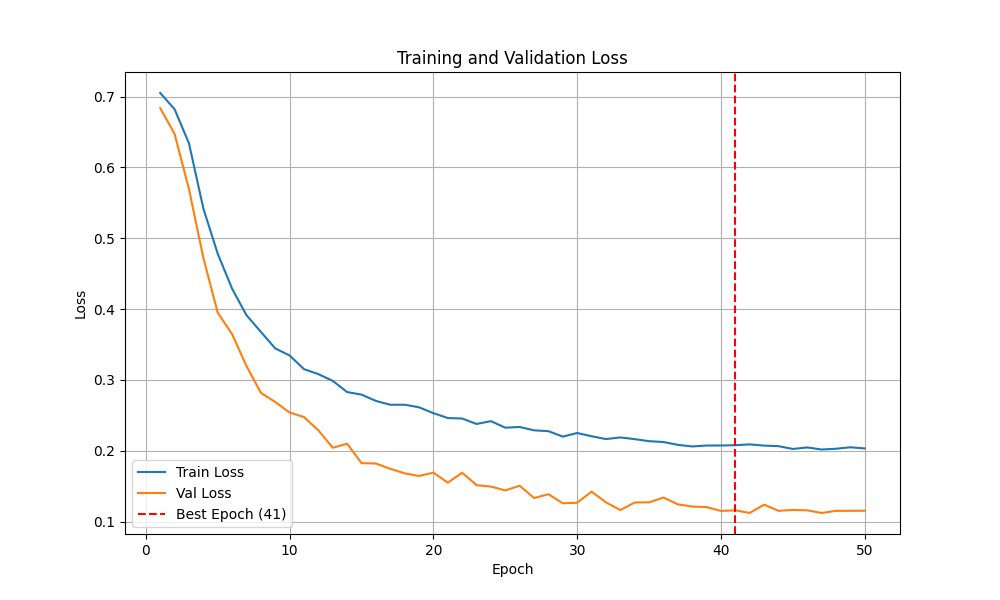 Training and Validation Loss
0.7
0.6
0.5
0.4
0.3
0.2
0.1
Loss
Train Loss
Val Loss
Best Epoch (41)
0 10 20 30 40 50
Epoch